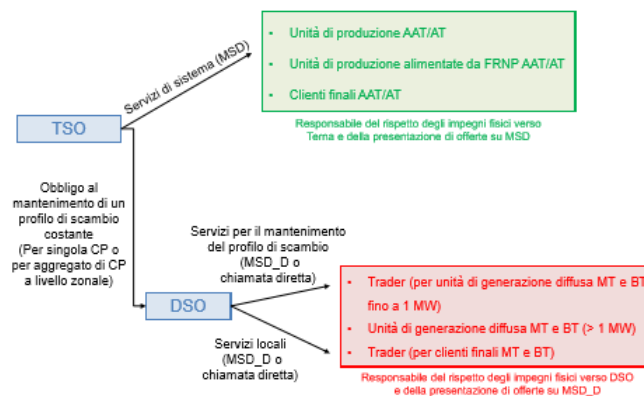 Servizi di sistema (MSD)
• Unità di produzione AAT/AT
• Unità di produzione alimentate da FRNP AAT/AT
• Clienti finali AAT/AT
Responsabile del rispetto degli impegni fisici verso
Terna e della presentazione di offerte su MSD
TSO
Obbligo al
mantenimento di un
profilo di scambio
costante
(Per singola CP o
per aggregato di CP
a livello zonale)
Servizi per il mantenimento
del profilo di scambio
(MSD_D o
chiamata diretta)
DSO
Servizi locali
(MSD_D o
chiamata diretta)
• Trader (per unità di generazione diffusa MT e BT
fino a 1 MW)
• Unità di generazione diffusa MT e BT (> 1 MW)
• Trader (per clienti finali MT e BT)
Responsabile del rispetto degli impegni fisici verso DSO
e della presentazione di offerte su MSD_D